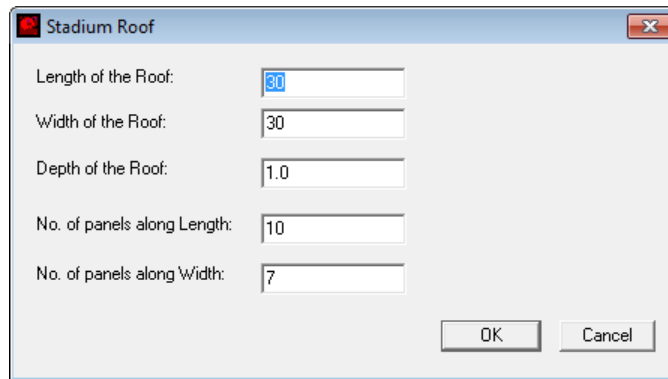 Stadium Roof
Length of the Roof: 30
Width of the Roof: 30
Depth of the Roof: 1.0
No. of panels along Length: 10
No. of panels along Width: 7
OK Cancel